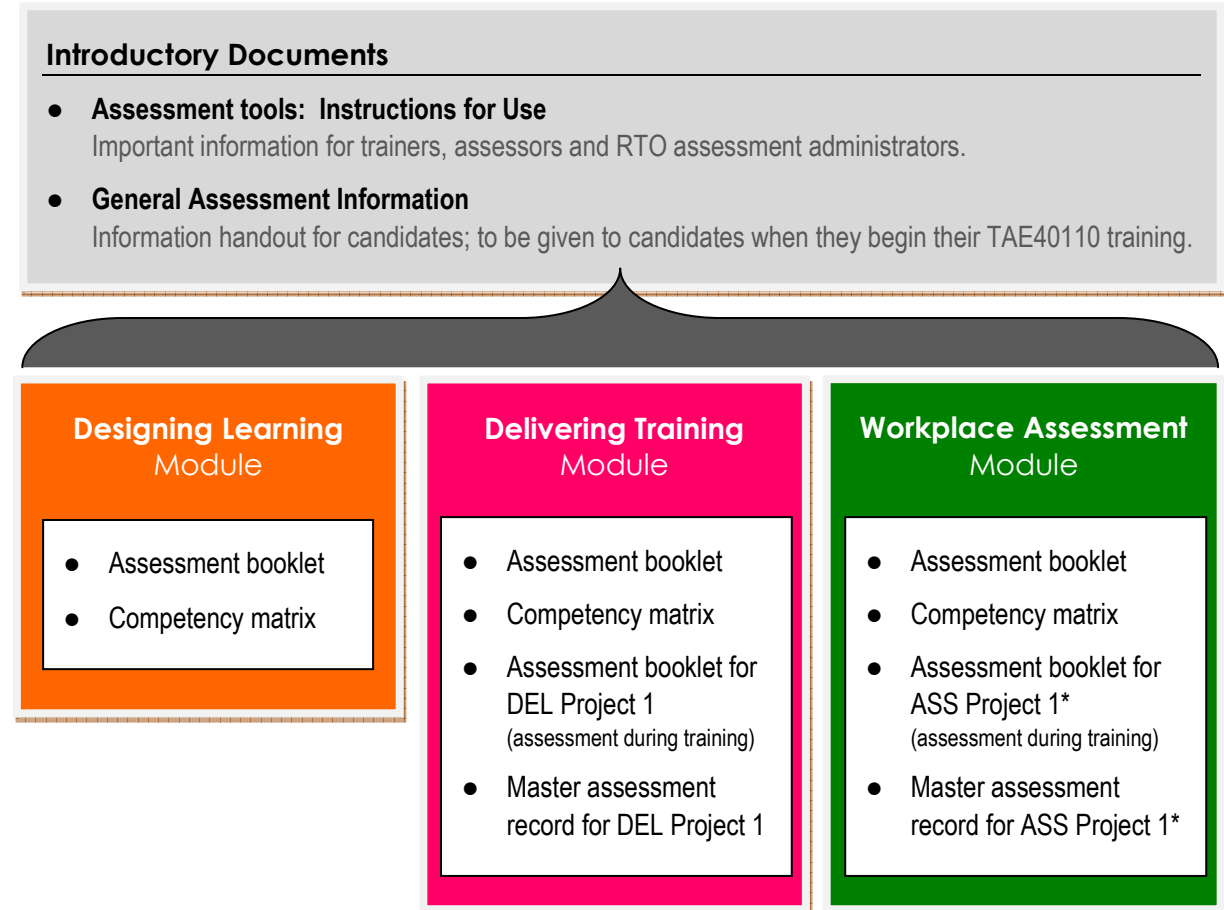 Introductory Documents
● Assessment tools: Instructions for Use
Important information for trainers, assessors and RTO assessment administrators.
● General Assessment Information
Information handout for candidates; to be given to candidates when they begin their TAE40110 training.
Designing Learning
Module
● Assessment booklet
● Competency matrix
Delivering Training
Module
● Assessment booklet
● Competency matrix
● Assessment booklet for
DEL Project 1
(assessment during training)
● Master assessment
record for DEL Project 1
Workplace Assessment
Module
● Assessment booklet
● Competency matrix
● Assessment booklet for
ASS Project 1*
(assessment during training)
● Master assessment
record for ASS Project 1*